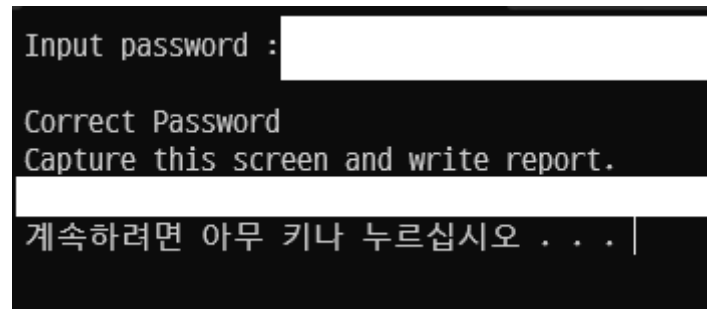 Input password :
Correct Password
Capture this screen and write report.
계속하려면 아무 키나 누르십시오 . . .